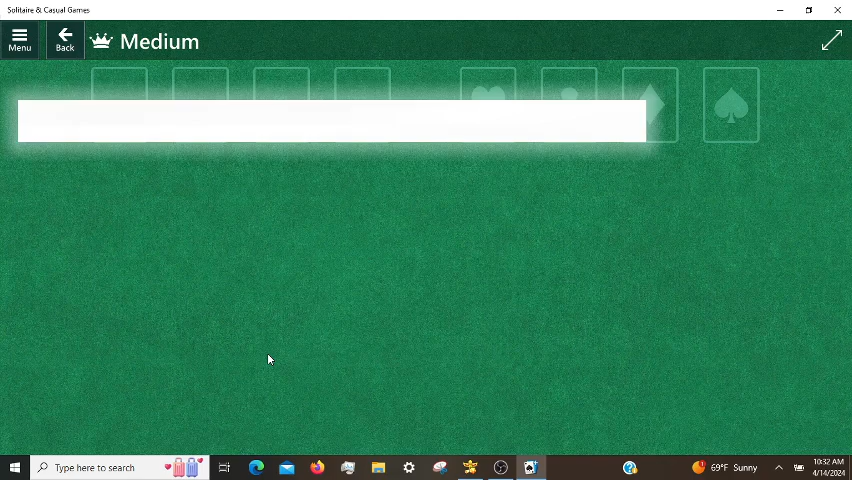 Solitaire & Casual Games
Menu
Back
Medium
Type here to search
69°F Sunny
10:32 AM
4/14/2024